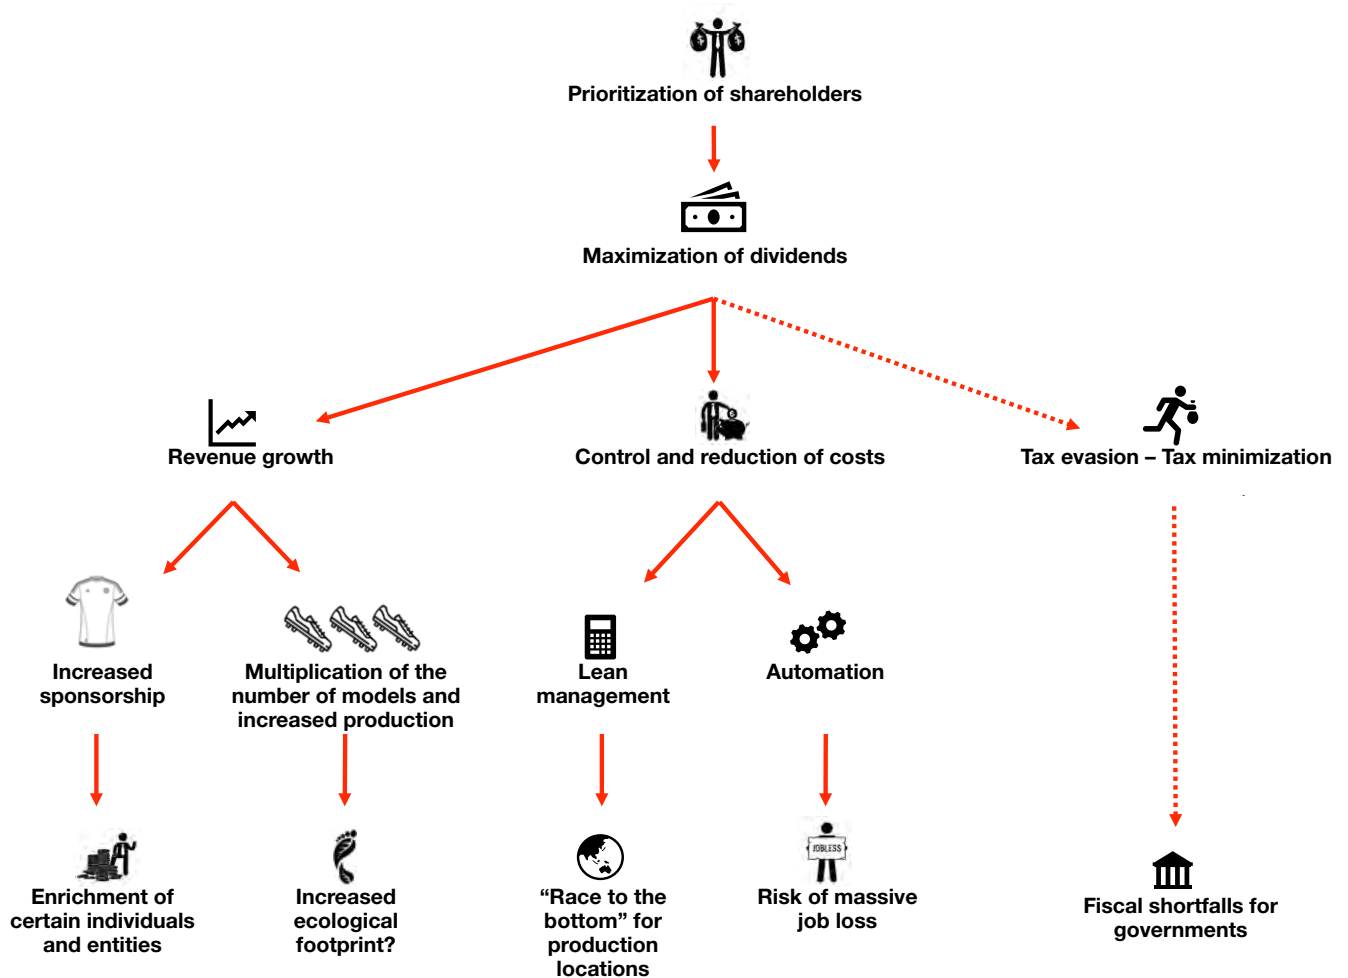 Prioritization of shareholders
Maximization of dividends
Revenue growth
Control and reduction of costs
Tax evasion – Tax minimization
Increased
sponsorship
Multiplication of the
number of models and
increased production
Lean
management
Automation
JOBLESS
Enrichment of
certain individuals
and entities
Increased
ecological
footprint?
“Race to the
bottom” for
production
locations
Risk of massive
job loss
Fiscal shortfalls for
governments